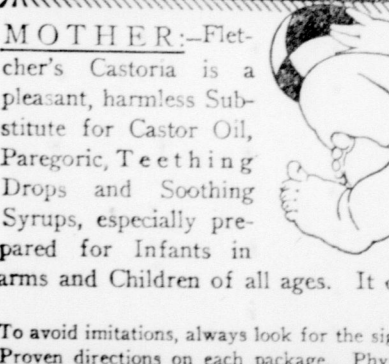 MOTHER:—Flet-
cher's Castoria is a
pleasant, harmless Sub-
stitute for Castor Oil,
Paregoric, Teething
Drops and Soothing
Syrups, especially pre-
pared for Infants in
arms and Children of all ages. It
To avoid imitations, always look for the
Proven directions on each package.